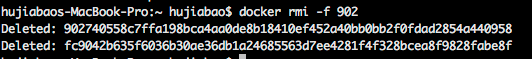 hujiabaos-MacBook-Pro:~ hujiabao$ docker rmi -f 902
Deleted: 902740558c7ffa198bca4aa0de8b18410ef452a40bb0bb2f0fdad2854a440958
Deleted: fc9042b635f6036b30ae36db1a24685563d7ee4281f4f328bcea8f9828fabe8f